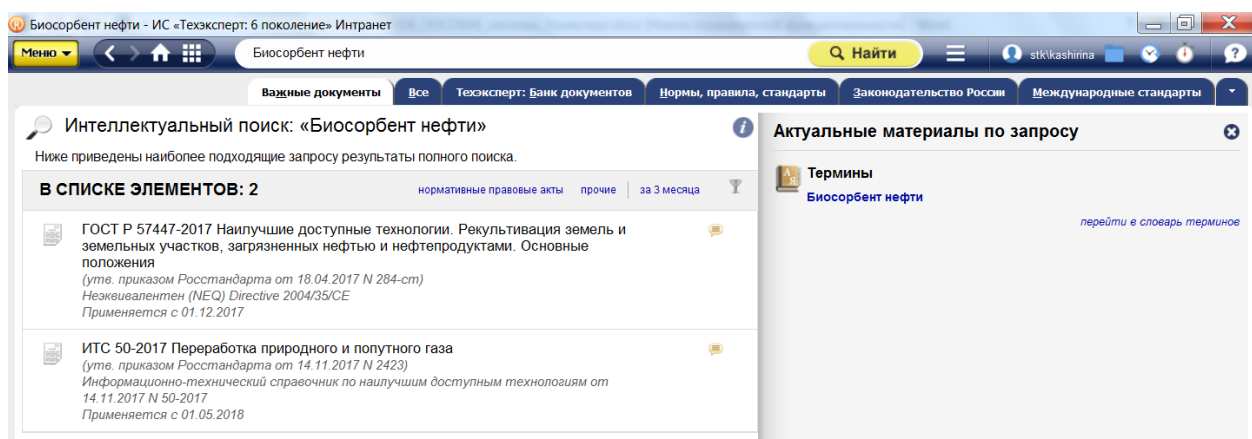 Биосорбент нефти - ИС «Техэксперт: 6 поколение» Интранет
Меню
Биосорбент нефти
Найти
stk\kashirina
?
Важные документы
Все
Техэксперт: Банк документов
Нормы, правила, стандарты
Законодательство России
Международные стандарты
Интеллектуальный поиск: «Биосорбент нефти»
i
Ниже приведены наиболее подходящие запросу результаты полного поиска.
В СПИСКЕ ЭЛЕМЕНТОВ: 2
нормативные правовые акты прочие за 3 месяца
ГОСТ Р 57447-2017 Наилучшие доступные технологии. Рекультивация земель и
земельных участков, загрязненных нефтью и нефтепродуктами. Основные
положения
(утв. приказом Росстандарта от 18.04.2017 N 284-ст)
Неэквивалентен (NEQ) Directive 2004/35/CE
Применяется с 01.12.2017
ИТС 50-2017 Переработка природного и попутного газа
(утв. приказом Росстандарта от 14.11.2017 N 2423)
Информационно-технический справочник по наилучшим доступным технологиям от
14.11.2017 N 50-2017
Применяется с 01.05.2018
Актуальные материалы по запросу
Термины
Биосорбент нефти
перейти в словарь терминов